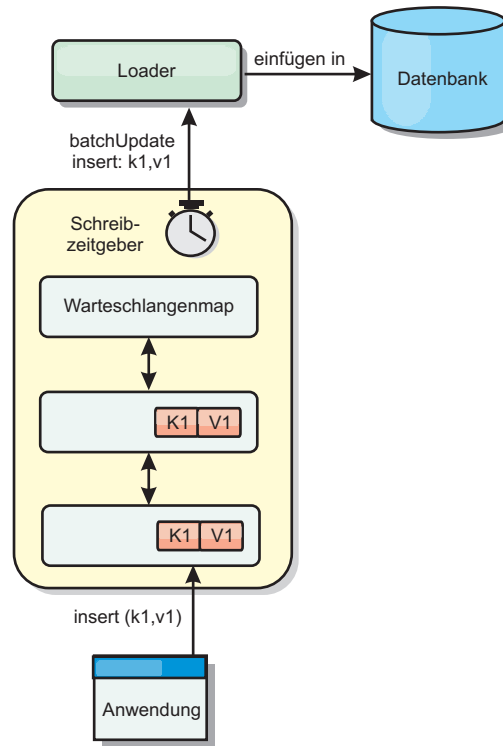 Loader
einfügen in
Datenbank
batchUpdate
insert: k1,v1
Schreib-
zeitgeber
Warteschlangenmap
K1 V1
K1 V1
insert (k1,v1)
Anwendung